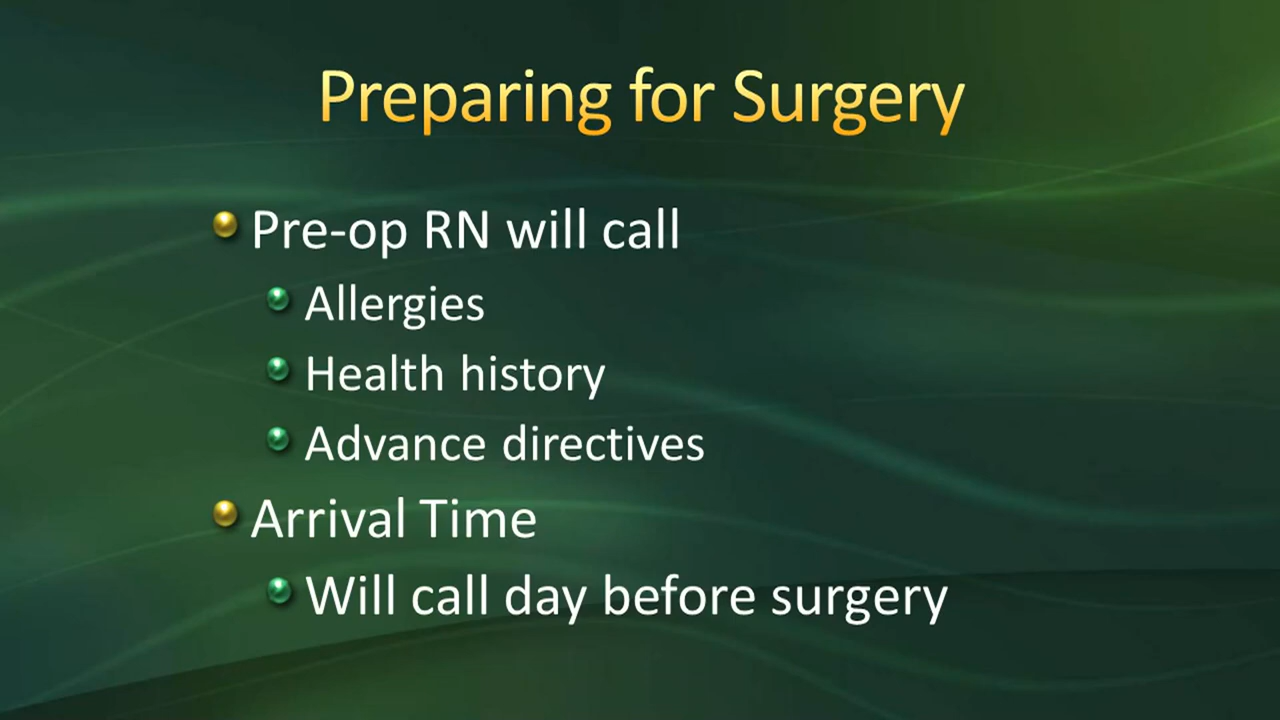 Preparing for Surgery
Pre-op RN will call
Allergies
Health history
Advance directives
Arrival Time
Will call day before surgery